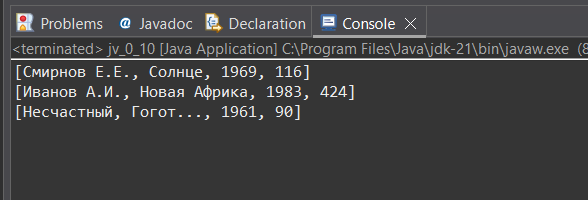 Problems Javadoc Declaration Console
<terminated> jv_0_10 [Java Application] C:\Program Files\Java\jdk-21\bin\javaw.exe (8
[Смирнов Е.Е., Солнце, 1969, 116]
[Иванов А.И., Новая Африка, 1983, 424]
[Несчастный, Гогот..., 1961, 90]